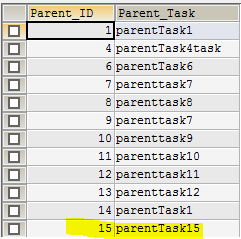 Parent_ID Parent_Task
1 parentTask1
4 parentTask4task
6 parentTask6
7 parenttask7
8 parenttask8
9 parenttask7
10 parenttask9
11 parenttask10
12 parenttask11
13 parenttask12
14 parentTask1
15 parentTask15